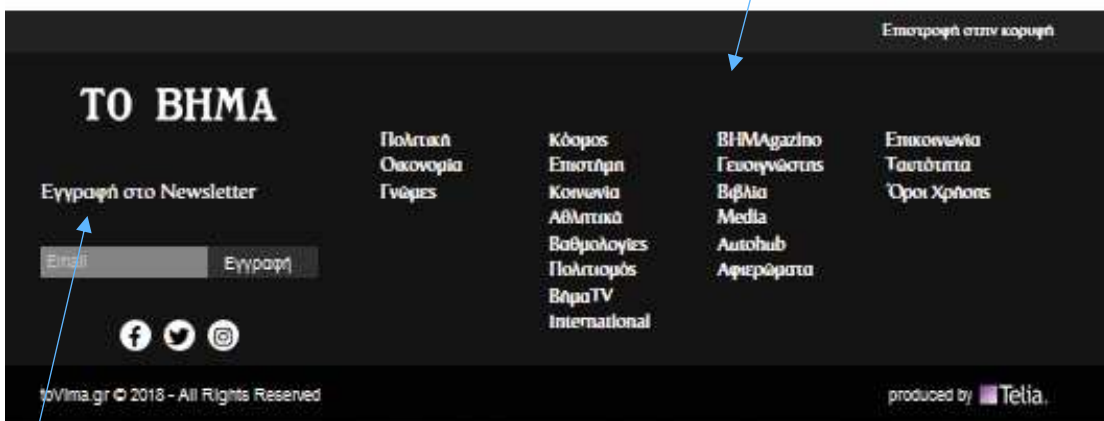 Επιστροφή στην κορυφή
ΤΟ ΒΗΜΑ
Εγγραφή στο Newsletter
Email
Εγγραφή
Πολιτική
Οικονομία
Γνώμες
Κόσμος
Επιστήμη
Κοινωνία
Αθλητικά
Βαθμολογίες
Πολιτισμός
ΒήμαTV
International
BHMAgazino
Γευσιγνώστης
Βιβλία
Media
Autohub
Αφιερώματα
Επικοινωνία
Ταυτότητα
Όροι Χρήσης
toVima.gr © 2018 - All Rights Reserved
produced by Telia.